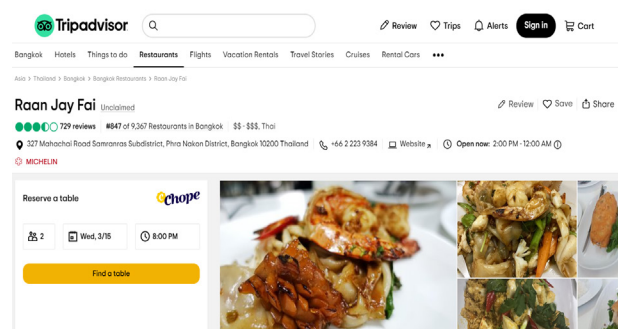 Tripadvisor
Review Trips Alerts Sign in Cart
Bangkok Hotels Things to do Restaurants Flights Vacation Rentals Travel Stories Cruises Rental Cars •••
Asia > Thailand > Bangkok > Bangkok Restaurants > Raan Jay Fai
Raan Jay Fai Unclaimed
Review Save Share
729 reviews #847 of 9,367 Restaurants in Bangkok $$ - $$$, Thai
327 Mahachai Road Samranras Subdistrict, Phra Nakon District, Bangkok 10200 Thailand +66 2 223 9384 Website Open now: 2:00 PM - 12:00 AM
MICHELIN
Reserve a table Chope
2 Wed, 3/15 8:00 PM
Find a table